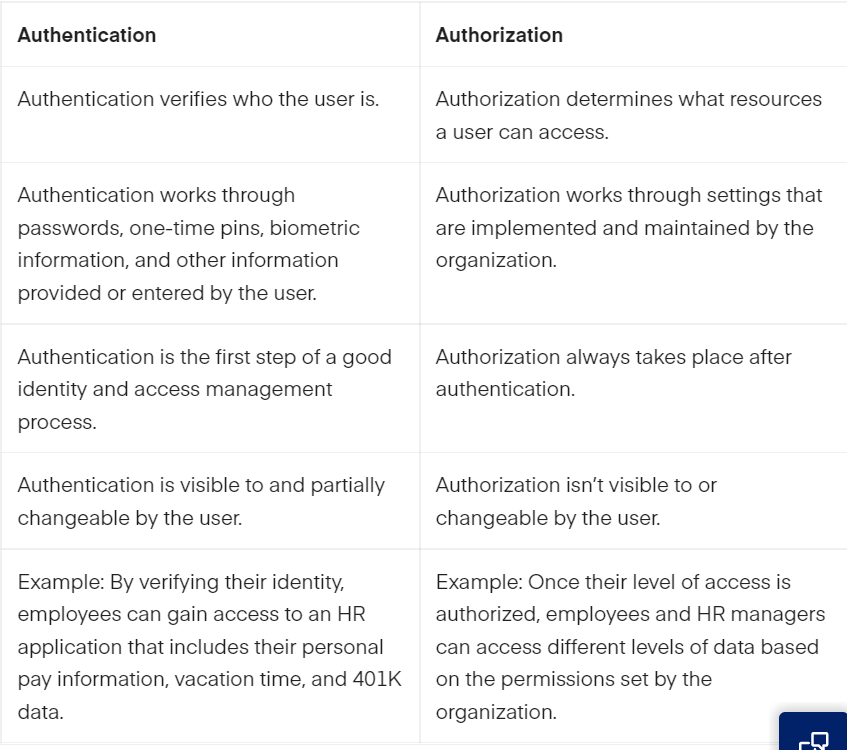 Authentication
Authorization
Authentication verifies who the user is.
Authorization determines what resources
a user can access.
Authentication works through
passwords, one-time pins, biometric
information, and other information
provided or entered by the user.
Authorization works through settings that
are implemented and maintained by the
organization.
Authentication is the first step of a good
identity and access management
process.
Authorization always takes place after
authentication.
Authentication is visible to and partially
changeable by the user.
Authorization isn’t visible to or
changeable by the user.
Example: By verifying their identity,
employees can gain access to an HR
application that includes their personal
pay information, vacation time, and 401K
data.
Example: Once their level of access is
authorized, employees and HR managers
can access different levels of data based
on the permissions set by the
organization.